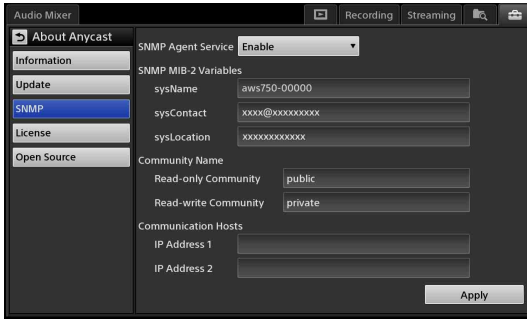 Audio Mixer Recording Streaming
About Anycast
Information
Update
SNMP
License
Open Source
SNMP Agent Service Enable
SNMP MIB-2 Variables
sysName aws750-00000
sysContact xxxx@xxxxxxxxx
sysLocation xxxxxxxxxxxx
Community Name
Read-only Community public
Read-write Community private
Communication Hosts
IP Address 1
IP Address 2
Apply